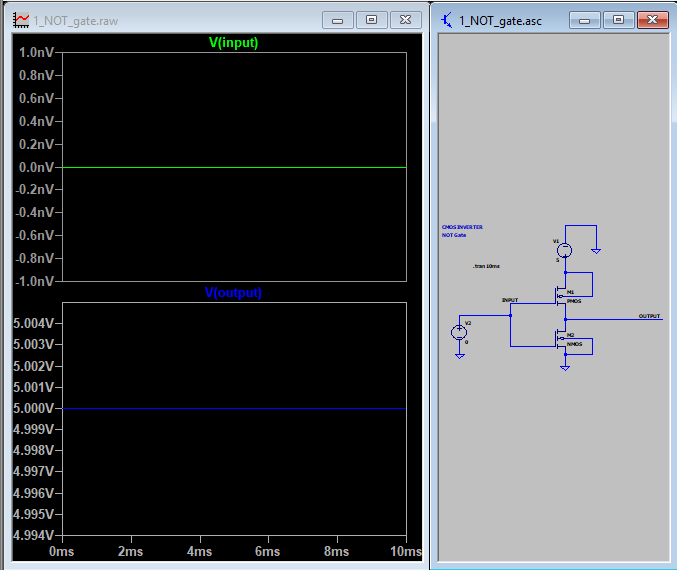 1_NOT_gate.raw
V(input)
1.0nV
0.8nV
0.6nV
0.4nV
0.2nV
0.0nV
-0.2nV
-0.4nV
-0.6nV
-0.8nV
-1.0nV
V(output)
5.004V
5.003V
5.002V
5.001V
5.000V
4.999V
4.998V
4.997V
4.996V
4.995V
4.994V
0ms 2ms 4ms 6ms 8ms 10ms
1_NOT_gate.asc
CMOS INVERTER
NOT Gate
.tran 10ms
V1
5
M1
PMOS
INPUT
OUTPUT
V2
0
M2
NMOS